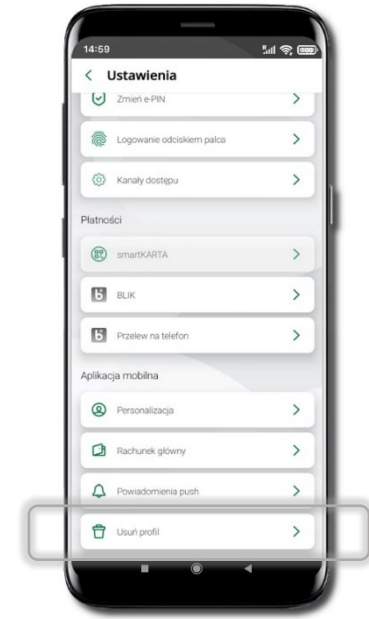 14:59
Ustawienia
Zmień e-PIN
Logowanie odciskiem palca
Kanały dostępu
Płatności
smartKARTA
BLIK
Przelew na telefon
Aplikacja mobilna
Personalizacja
Rachunek główny
Powiadomienia push
Usuń profil